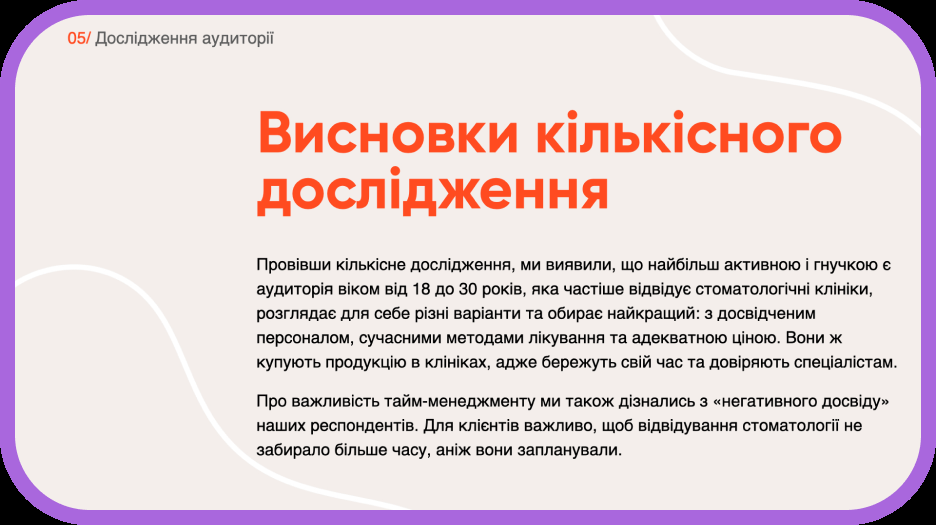 05/ Дослідження аудиторії
Висновки кількісного
дослідження
Провівши кількісне дослідження, ми виявили, що найбільш активною і гнучкою є
аудиторія віком від 18 до 30 років, яка частіше відвідує стоматологічні клініки,
розглядає для себе різні варіанти та обирає найкращий: з досвідченим
персоналом, сучасними методами лікування та адекватною ціною. Вони ж
купують продукцію в клініках, адже бережуть свій час та довіряють спеціалістам.
Про важливість тайм-менеджменту ми також дізнались з «негативного досвіду»
наших респондентів. Для клієнтів важливо, щоб відвідування стоматології не
забирало більше часу, аніж вони запланували.